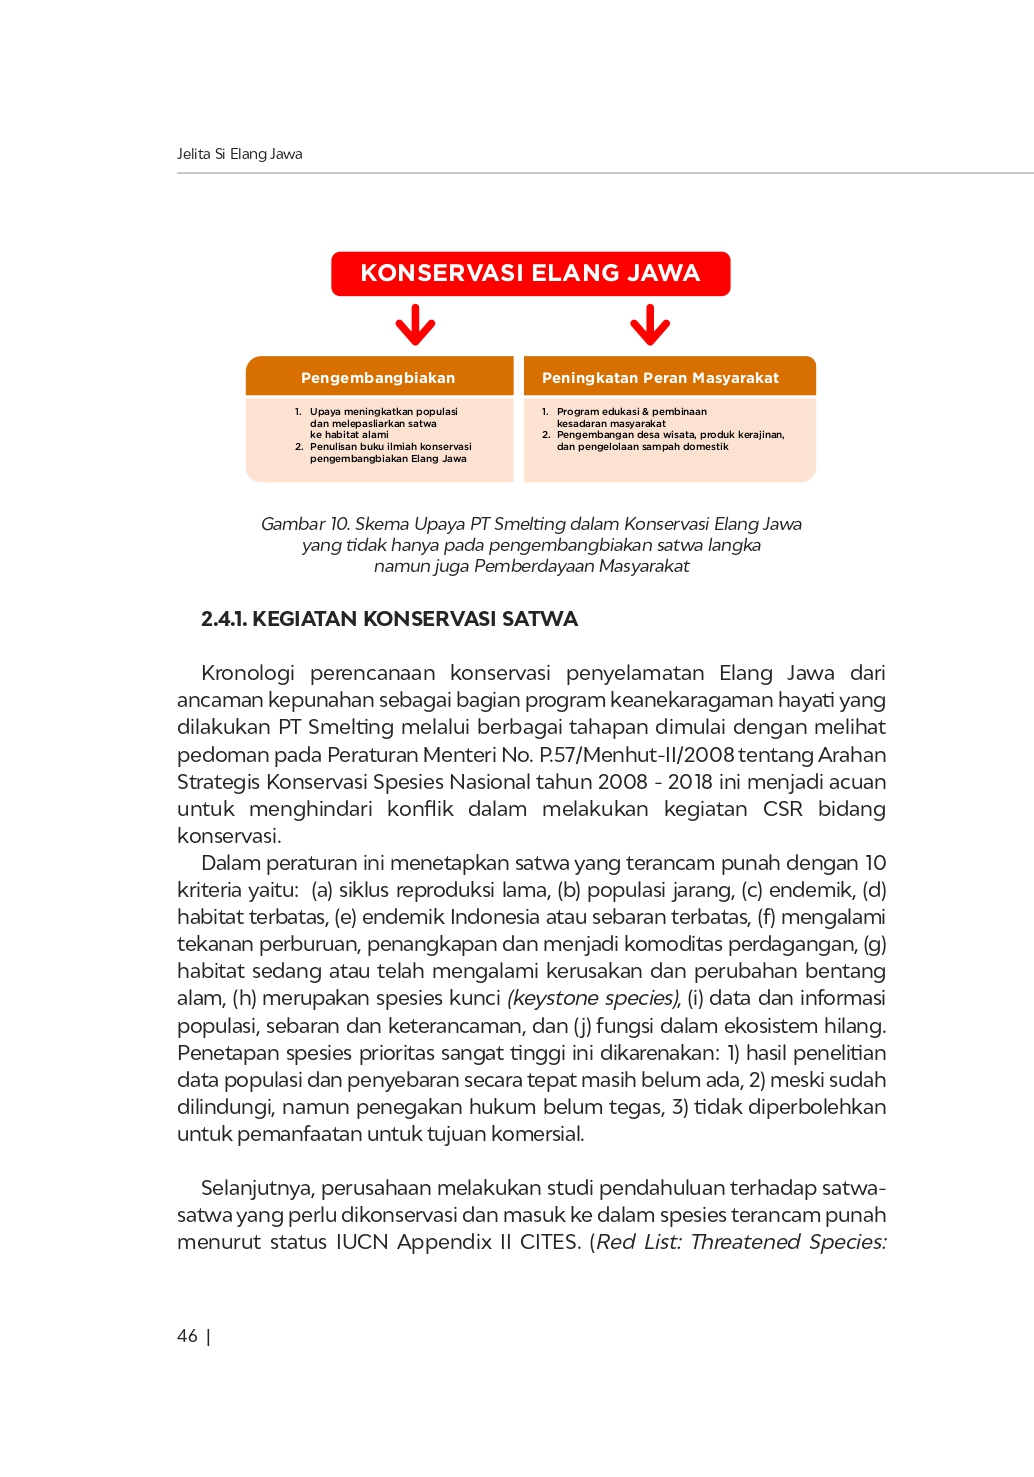 Jelita Si Elang Jawa
KONSERVASI ELANG JAWA
Pengembangbiakan
1. Upaya meningkatkan populasi
dan melepasliarkan satwa
ke habitat alami
2. Penulisan buku ilmiah konservasi
pengembangbiakan Elang Jawa
Peningkatan Peran Masyarakat
1. Program edukasi & pembinaan
kesadaran masyarakat
2. Pengembangan desa wisata, produk kerajinan,
dan pengelolaan sampah domestik
Gambar 10. Skema Upaya PT Smelting dalam Konservasi Elang Jawa
yang tidak hanya pada pengembangbiakan satwa langka
namun juga Pemberdayaan Masyarakat
2.4.1. KEGIATAN KONSERVASI SATWA
Kronologi perencanaan konservasi penyelamatan Elang Jawa dari
ancaman kepunahan sebagai bagian program keanekaragaman hayati yang
dilakukan PT Smelting melalui berbagai tahapan dimulai dengan melihat
pedoman pada Peraturan Menteri No. P.57/Menhut-II/2008 tentang Arahan
Strategis Konservasi Spesies Nasional tahun 2008 - 2018 ini menjadi acuan
untuk menghindari konflik dalam melakukan kegiatan CSR bidang
konservasi.
Dalam peraturan ini menetapkan satwa yang terancam punah dengan 10
kriteria yaitu: (a) siklus reproduksi lama, (b) populasi jarang, (c) endemik, (d)
habitat terbatas, (e) endemik Indonesia atau sebaran terbatas, (f) mengalami
tekanan perburuan, penangkapan dan menjadi komoditas perdagangan, (g)
habitat sedang atau telah mengalami kerusakan dan perubahan bentang
alam, (h) merupakan spesies kunci (keystone species), (i) data dan informasi
populasi, sebaran dan keterancaman, dan (j) fungsi dalam ekosistem hilang.
Penetapan spesies prioritas sangat tinggi ini dikarenakan: 1) hasil penelitian
data populasi dan penyebaran secara tepat masih belum ada, 2) meski sudah
dilindungi, namun penegakan hukum belum tegas, 3) tidak diperbolehkan
untuk pemanfaatan untuk tujuan komersial.
Selanjutnya, perusahaan melakukan studi pendahuluan terhadap satwa-
satwa yang perlu dikonservasi dan masuk ke dalam spesies terancam punah
menurut status IUCN Appendix II CITES. (Red List: Threatened Species:
46 |